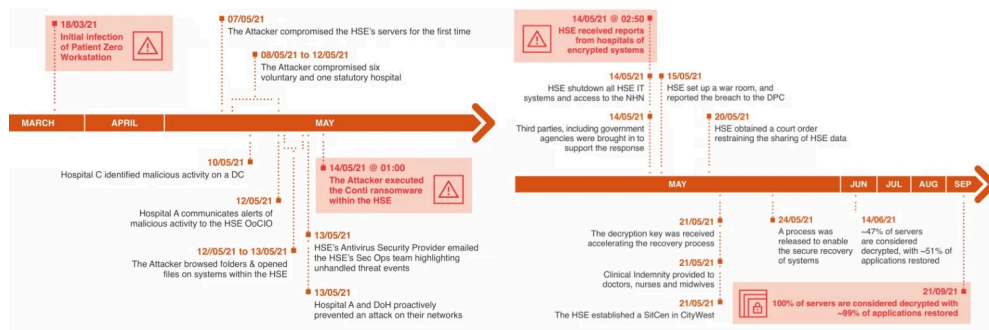 18/03/21
Initial infection
of Patient Zero
Workstation
07/05/21
The Attacker compromised the HSE's servers for the first time
08/05/21 to 12/05/21
The Attacker compromised six
voluntary and one statutory hospital
MARCH
APRIL
MAY
10/05/21
Hospital C identified malicious activity on a DC
12/05/21
Hospital A communicates alerts of
malicious activity to the HSE OoCIO
12/05/21 to 13/05/21
The Attacker browsed folders & opened
files on systems within the HSE
14/05/21 @ 01:00
The Attacker executed
the Conti ransomware
within the HSE
13/05/21
HSE's Antivirus Security Provider emailed
the HSE's Sec Ops team highlighting
unhandled threat events
13/05/21
Hospital A and DoH proactively
prevented an attack on their networks
14/05/21 @ 02:50
HSE received reports
from hospitals of
encrypted systems
14/05/21
HSE shutdown all HSE IT
systems and access to the NHN
14/05/21
Third parties, including government
agencies were brought in to
support the response
15/05/21
HSE set up a war room, and
reported the breach to the DPC
20/05/21
HSE obtained a court order
restraining the sharing of HSE data
MAY
JUN
JUL
AUG
SEP
21/05/21
The decryption key was received
accelerating the recovery process
21/05/21
Clinical Indemnity provided to
doctors, nurses and midwives
21/05/21
The HSE established a SitCen in CityWest
24/05/21
A process was
released to enable
the secure recovery
of systems
14/06/21
~47% of servers
are considered
decrypted, with ~51% of
applications restored
21/09/21
100% of servers are considered decrypted with
~99% of applications restored